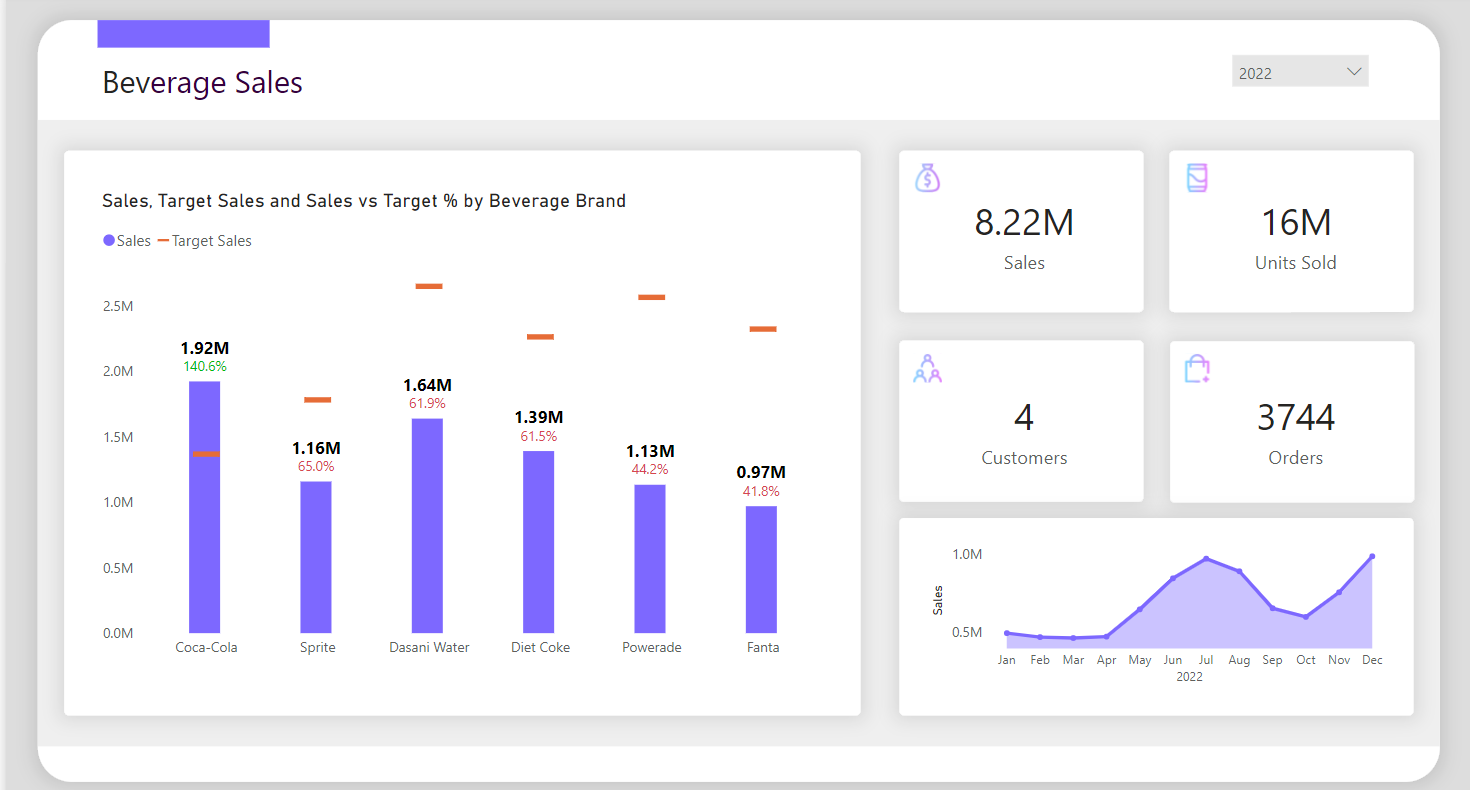 Beverage Sales
2022
Sales, Target Sales and Sales vs Target % by Beverage Brand
Sales Target Sales
2.5M
2.0M
1.5M
1.0M
0.5M
0.0M
1.92M
140.6%
1.16M
65.0%
1.64M
61.9%
1.39M
61.5%
1.13M
44.2%
0.97M
41.8%
Coca-Cola Sprite Dasani Water Diet Coke Powerade Fanta
$
8.22M
Sales
16M
Units Sold
4
Customers
3744
Orders
Sales
1.0M
0.5M
Jan Feb Mar Apr May Jun Jul Aug Sep Oct Nov Dec
2022